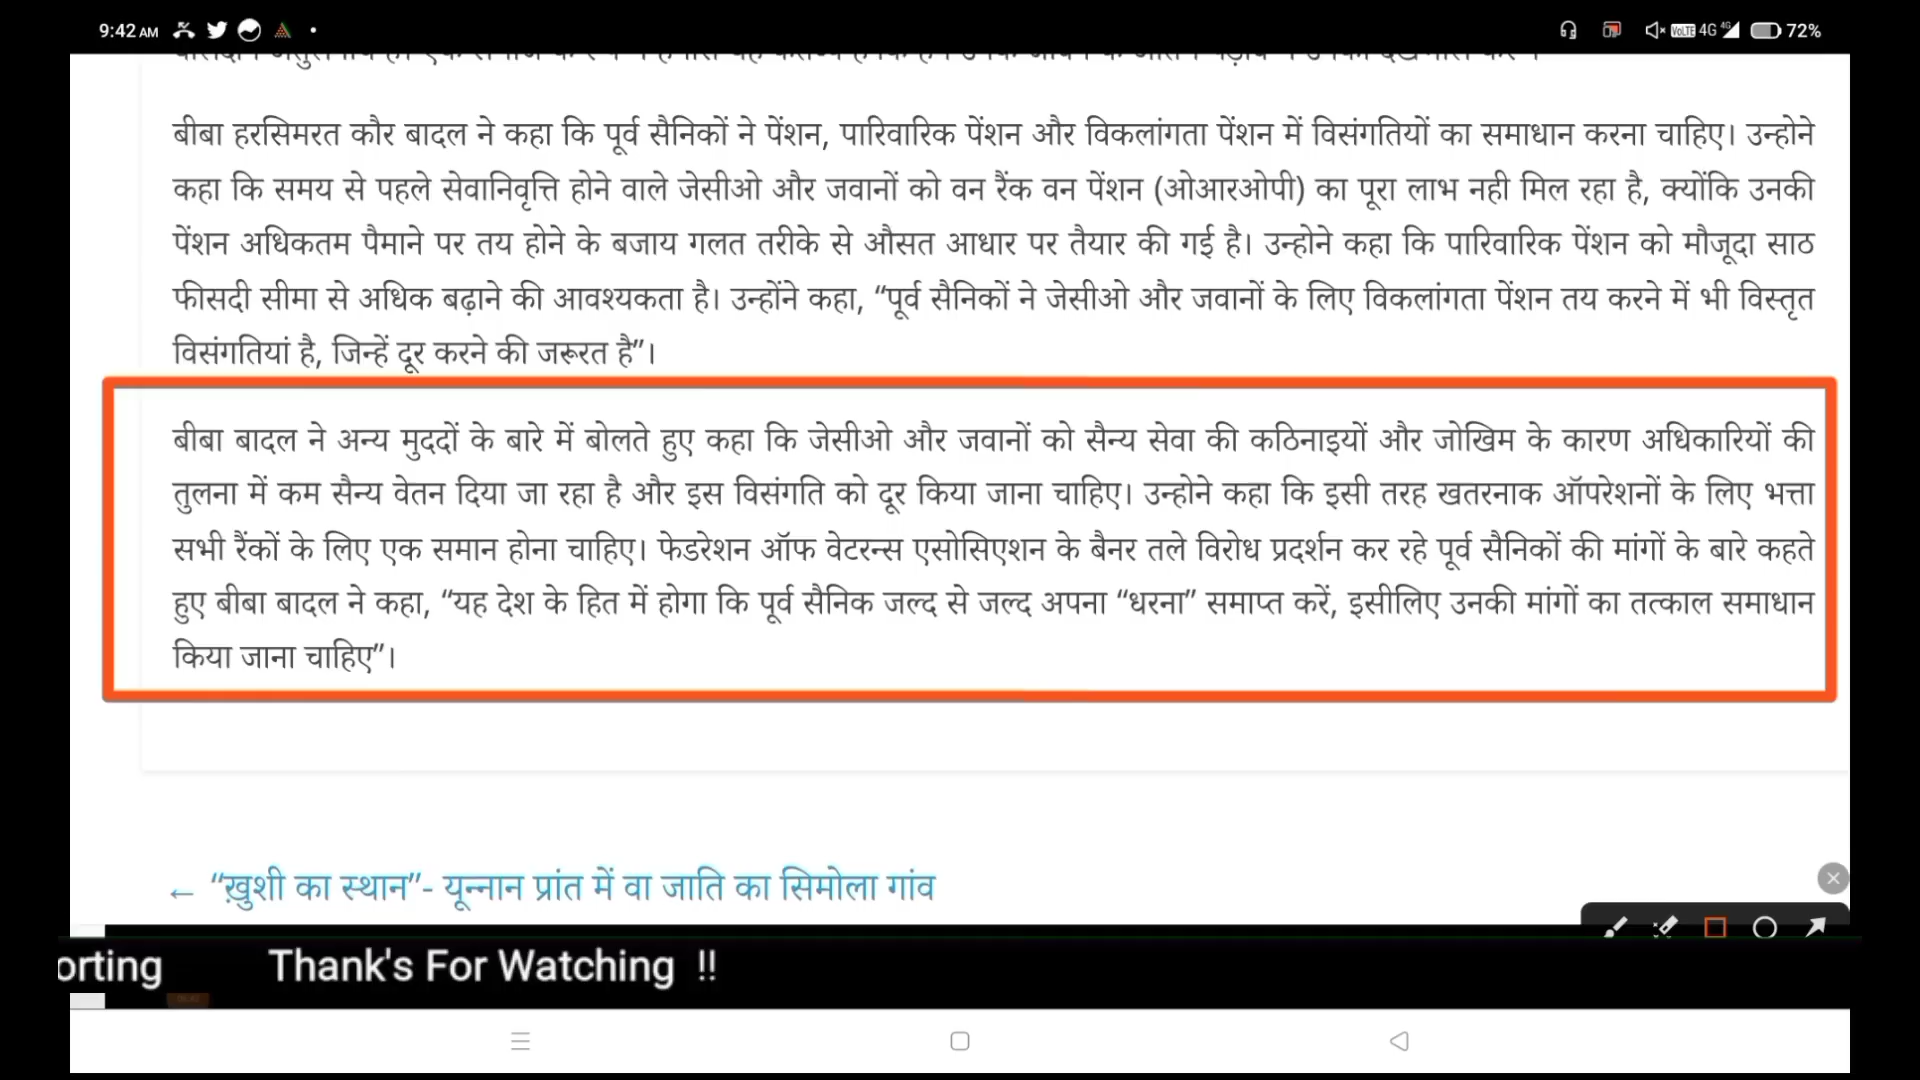 9:42 AM
VoLTE 4G 4G 72%
बीबा हरसिमरत कौर बादल ने कहा कि पूर्व सैनिकों ने पेंशन, पारिवारिक पेंशन और विकलांगता पेंशन में विसंगतियों का समाधान करना चाहिए। उन्होने
कहा कि समय से पहले सेवानिवृत्ति होने वाले जेसीओ और जवानों को वन रैंक वन पेंशन (ओआरओपी) का पूरा लाभ नही मिल रहा है, क्योंकि उनकी
पेंशन अधिकतम पैमाने पर तय होने के बजाय गलत तरीके से औसत आधार पर तैयार की गई है। उन्होने कहा कि पारिवारिक पेंशन को मौजूदा साठ
फीसदी सीमा से अधिक बढ़ाने की आवश्यकता है। उन्होंने कहा, “पूर्व सैनिकों ने जेसीओ और जवानों के लिए विकलांगता पेंशन तय करने में भी विस्तृत
विसंगतियां है, जिन्हें दूर करने की जरूरत है”।
बीबा बादल ने अन्य मुददों के बारे में बोलते हुए कहा कि जेसीओ और जवानों को सैन्य सेवा की कठिनाइयों और जोखिम के कारण अधिकारियों की
तुलना में कम सैन्य वेतन दिया जा रहा है और इस विसंगति को दूर किया जाना चाहिए। उन्होने कहा कि इसी तरह खतरनाक ऑपरेशनों के लिए भत्ता
सभी रैंकों के लिए एक समान होना चाहिए। फेडरेशन ऑफ वेटरन्स एसोसिएशन के बैनर तले विरोध प्रदर्शन कर रहे पूर्व सैनिकों की मांगों के बारे कहते
हुए बीबा बादल ने कहा, “यह देश के हित में होगा कि पूर्व सैनिक जल्द से जल्द अपना “धरना” समाप्त करें, इसीलिए उनकी मांगों का तत्काल समाधान
किया जाना चाहिए”।
← “ख़ुशी का स्थान”- यून्नान प्रांत में वा जाति का सिमोला गांव
orting Thank's For Watching !!